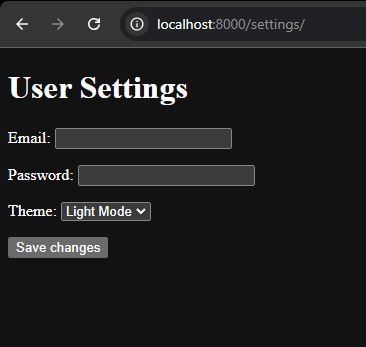 localhost:8000/settings/
User Settings
Email:
Password:
Theme: Light Mode
Save changes